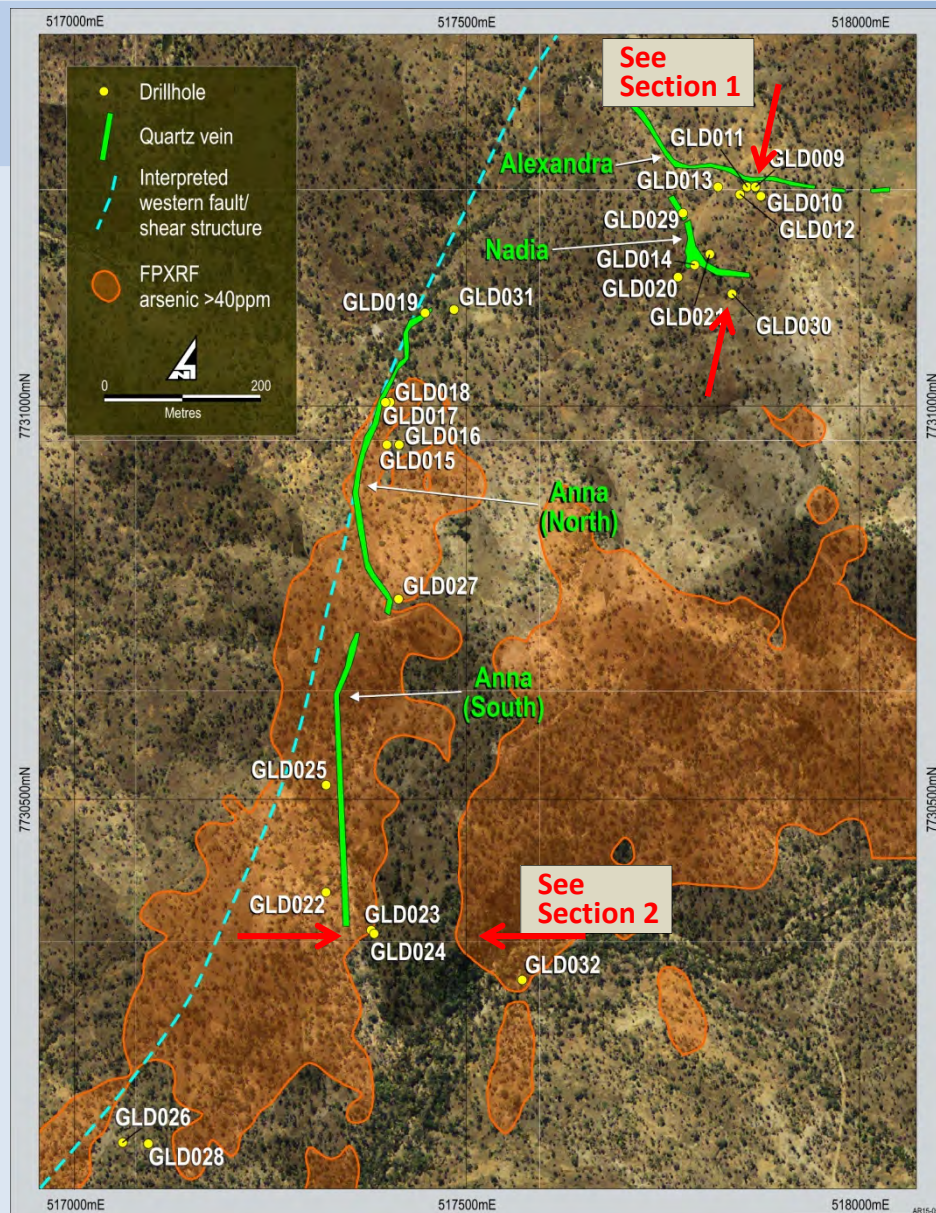 517000mE
517500mE
518000mE
Drillhole
Quartz vein
Interpreted
western fault/
shear structure
FPXRF
arsenic >40ppm
N
0
200
Metres
See
Section 1
GLD011
GLD009
Alexandra
GLD013
GLD010
GLD012
GLD029
Nadia
GLD014
GLD020
GLD021
GLD030
GLD019
GLD031
7731000mN
7731000mN
GLD018
GLD017
GLD016
GLD015
Anna
(North)
GLD027
Anna
(South)
GLD025
7730500mN
7730500mN
See
Section 2
GLD022
GLD023
GLD024
GLD032
GLD026
GLD028
517000mE
517500mE
518000mE